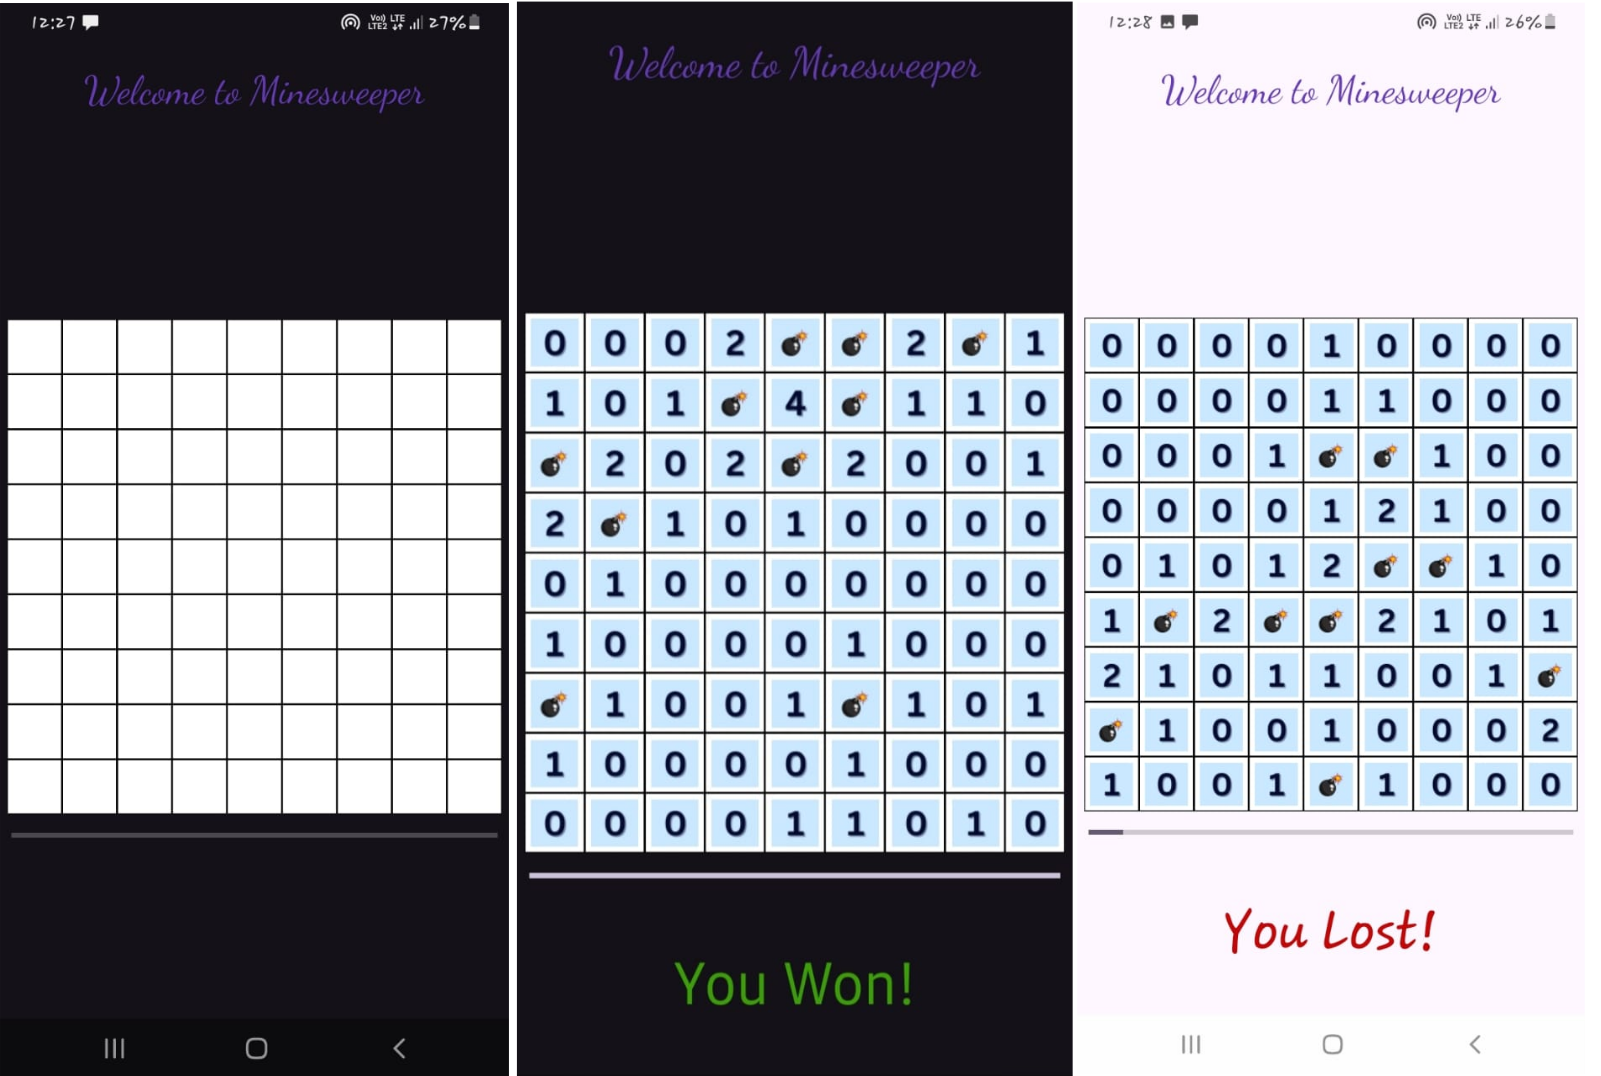 12:27 Vo) LTE LTE2 27%
Welcome to Minesweeper
Welcome to Minesweeper
0 0 0 2 2 1
1 0 1 4 1 1 0
2 0 2 2 0 0 1
2 1 0 1 0 0 0 0
0 1 0 0 0 0 0 0 0
1 0 0 0 0 1 0 0 0
1 0 0 1 1 0 1
1 0 0 0 0 1 0 0 0
0 0 0 0 1 1 0 1 0
You Won!
12:28 Vo) LTE LTE2 26%
Welcome to Minesweeper
0 0 0 0 1 0 0 0 0
0 0 0 0 1 1 0 0 0
0 0 0 1 1 0 0
0 0 0 0 1 2 1 0 0
0 1 0 1 2 1 0
1 2 2 1 0 1
2 1 0 1 1 0 0 1
1 0 0 1 0 0 0 2
1 0 0 1 1 0 0 0
You Lost!